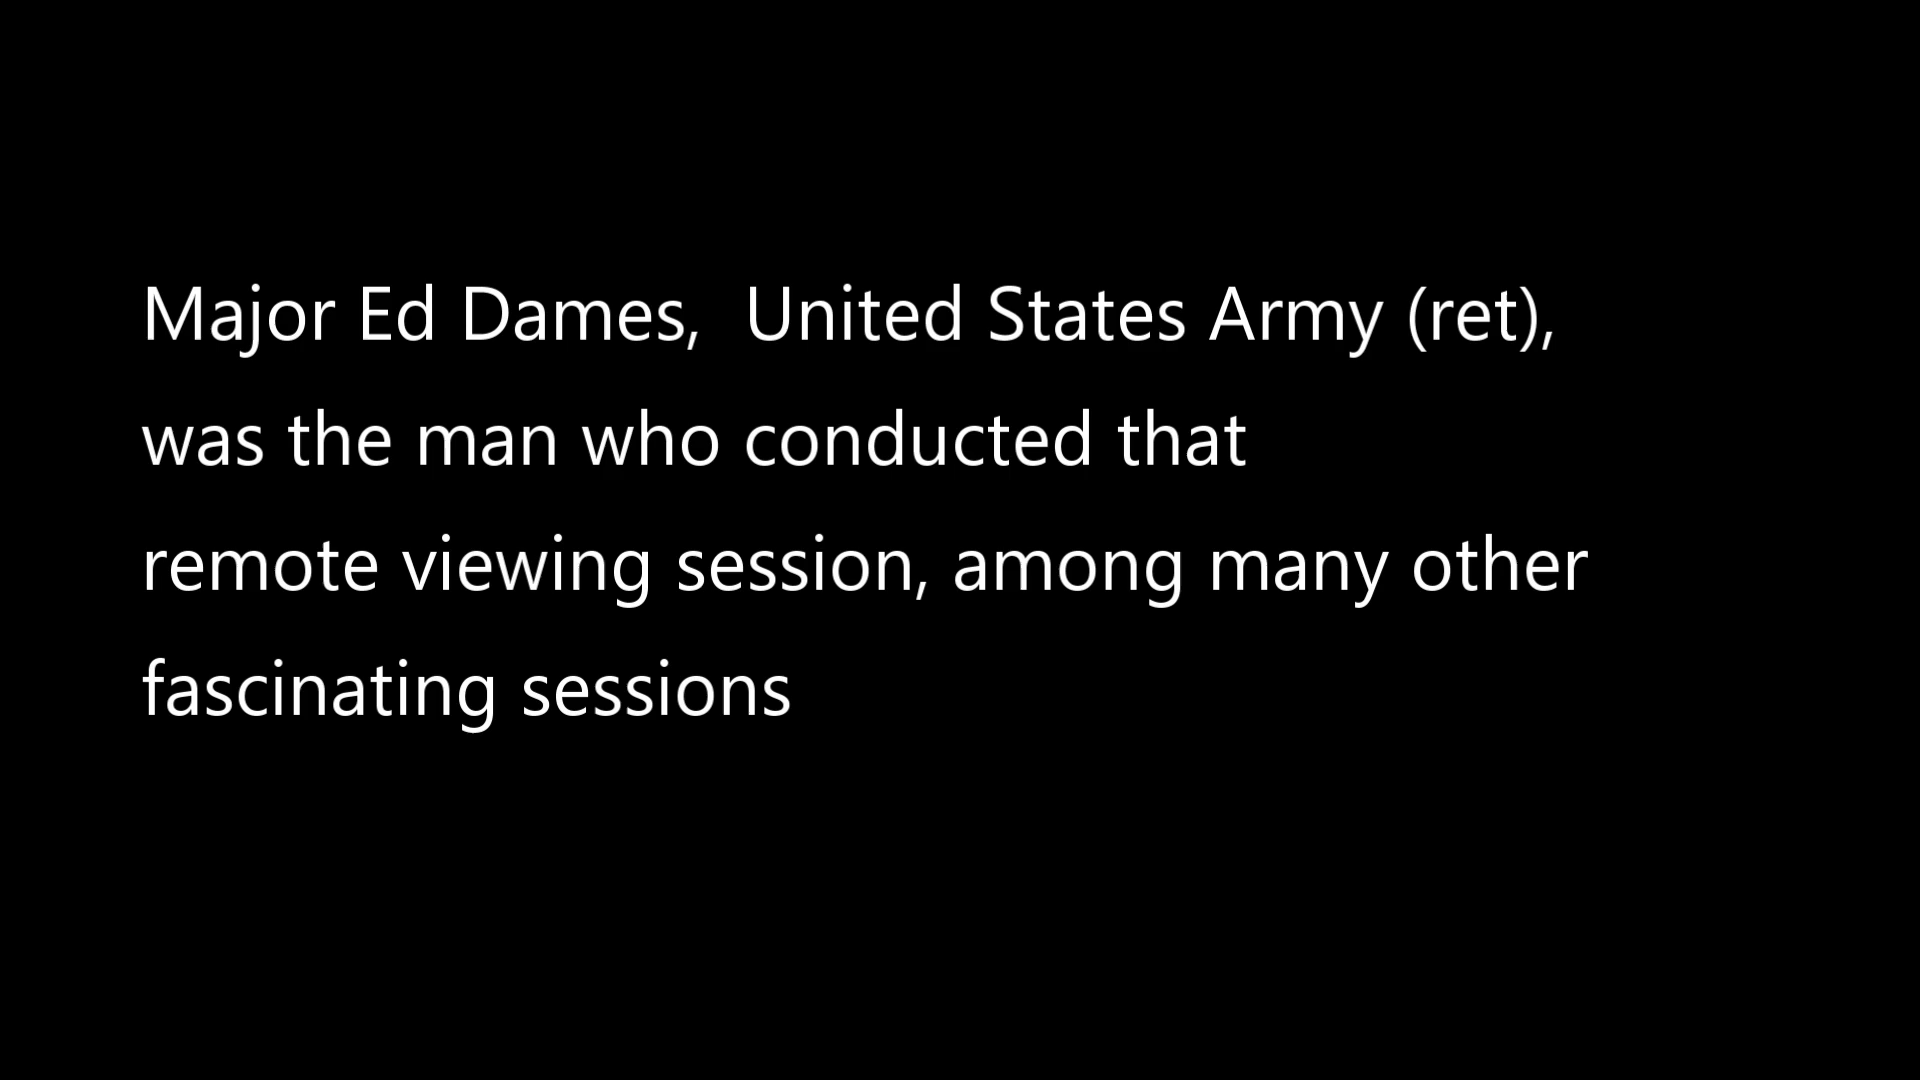 Major Ed Dames,  United States Army (ret),
was the man who conducted that
remote viewing session, among many other
fascinating sessions